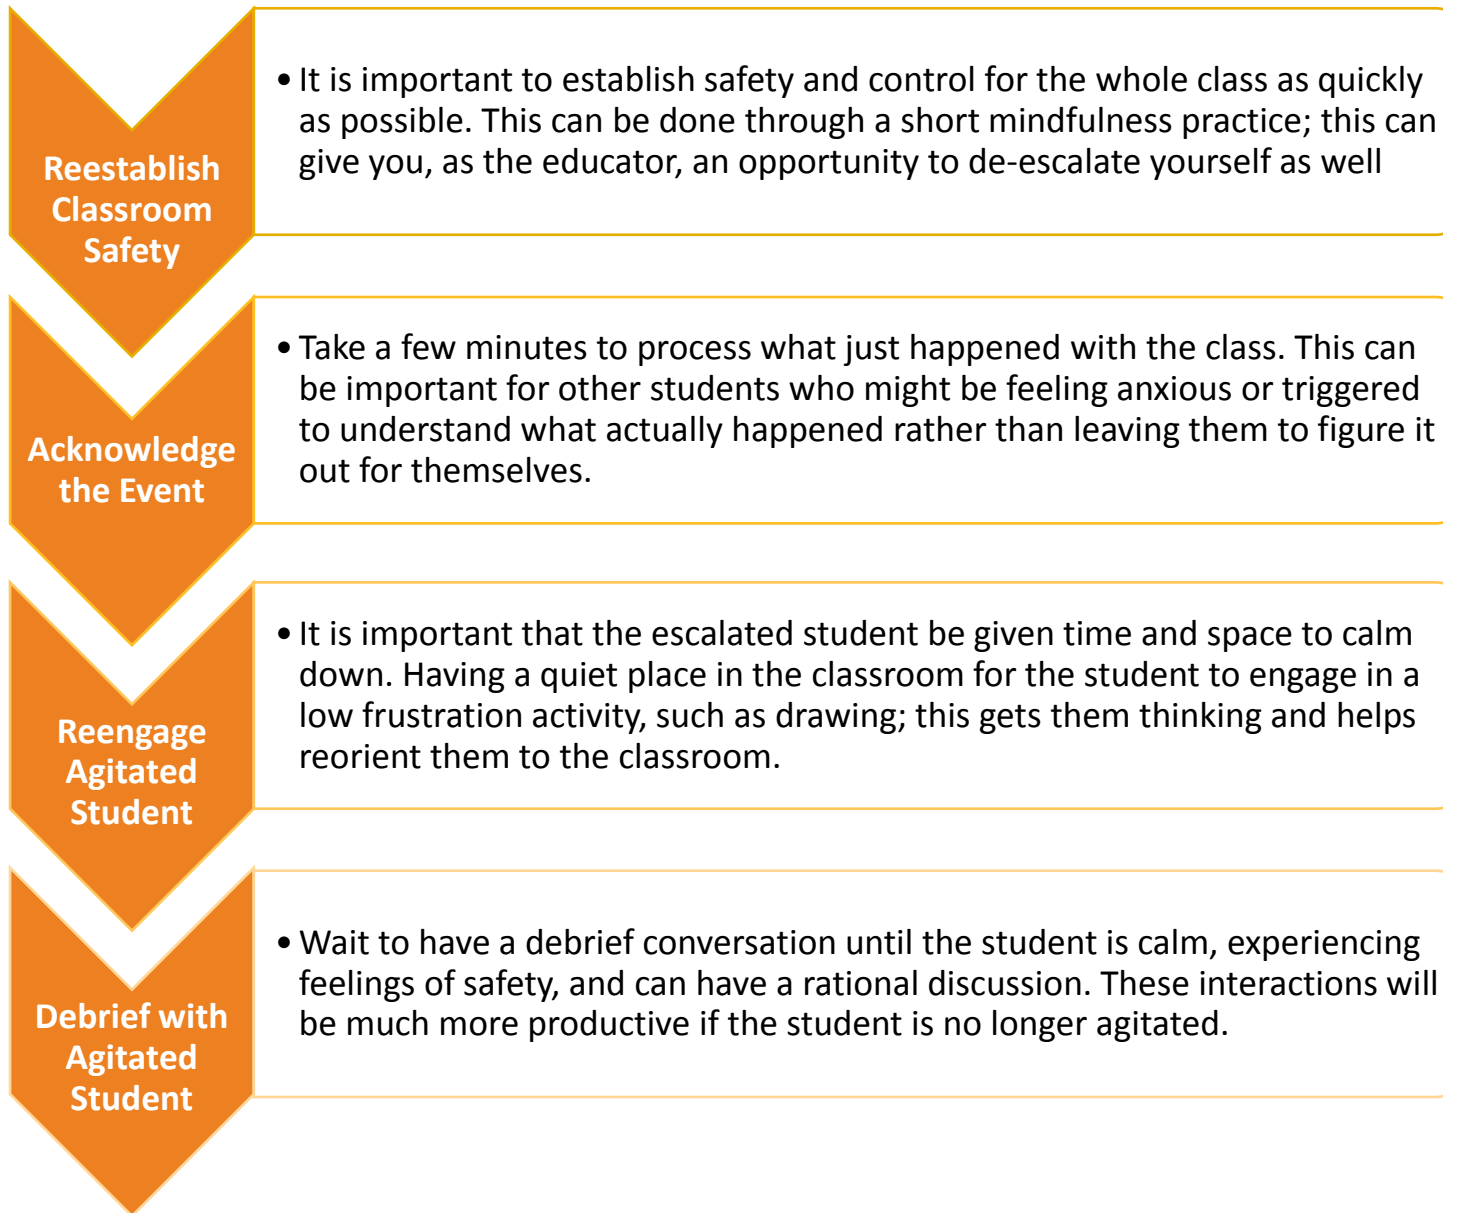 Reestablish
Classroom
Safety
• It is important to establish safety and control for the whole class as quickly
as possible. This can be done through a short mindfulness practice; this can
give you, as the educator, an opportunity to de-escalate yourself as well
Acknowledge
the Event
• Take a few minutes to process what just happened with the class. This can
be important for other students who might be feeling anxious or triggered
to understand what actually happened rather than leaving them to figure it
out for themselves.
Reengage
Agitated
Student
• It is important that the escalated student be given time and space to calm
down. Having a quiet place in the classroom for the student to engage in a
low frustration activity, such as drawing; this gets them thinking and helps
reorient them to the classroom.
Debrief with
Agitated
Student
• Wait to have a debrief conversation until the student is calm, experiencing
feelings of safety, and can have a rational discussion. These interactions will
be much more productive if the student is no longer agitated.